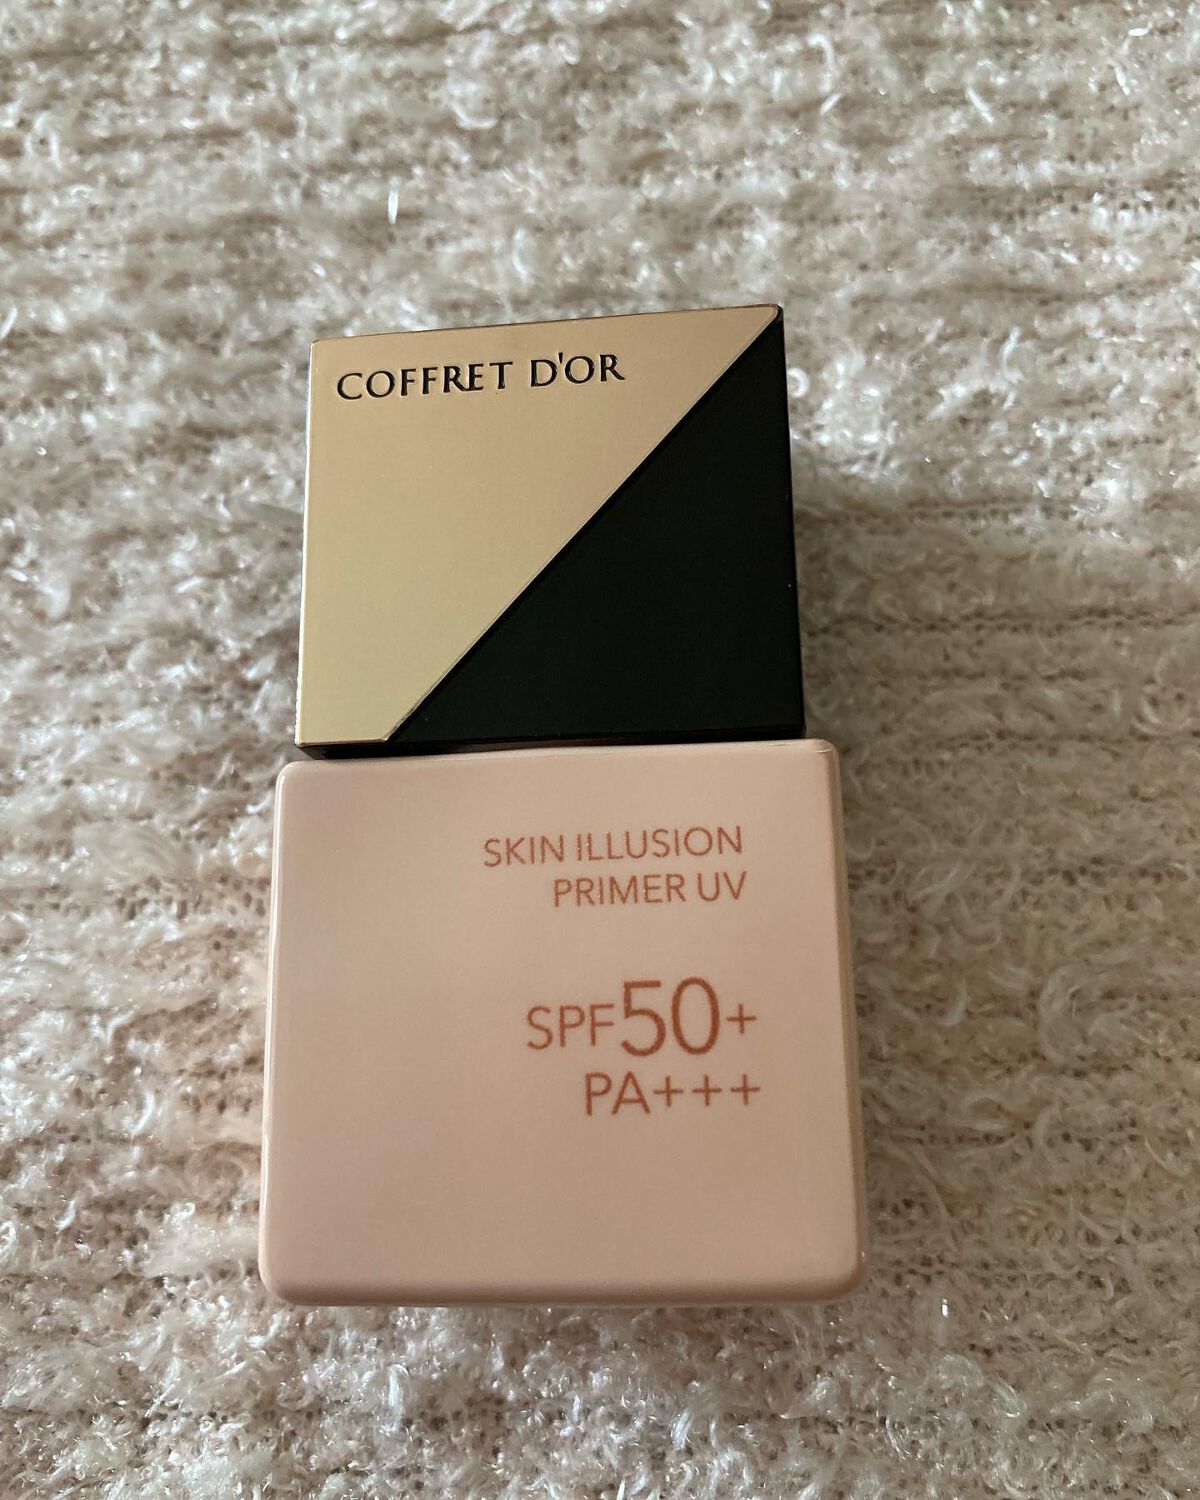 COFFRET D'OR
SKIN ILLUSION
PRIMER UV
SPF50+
PA+++